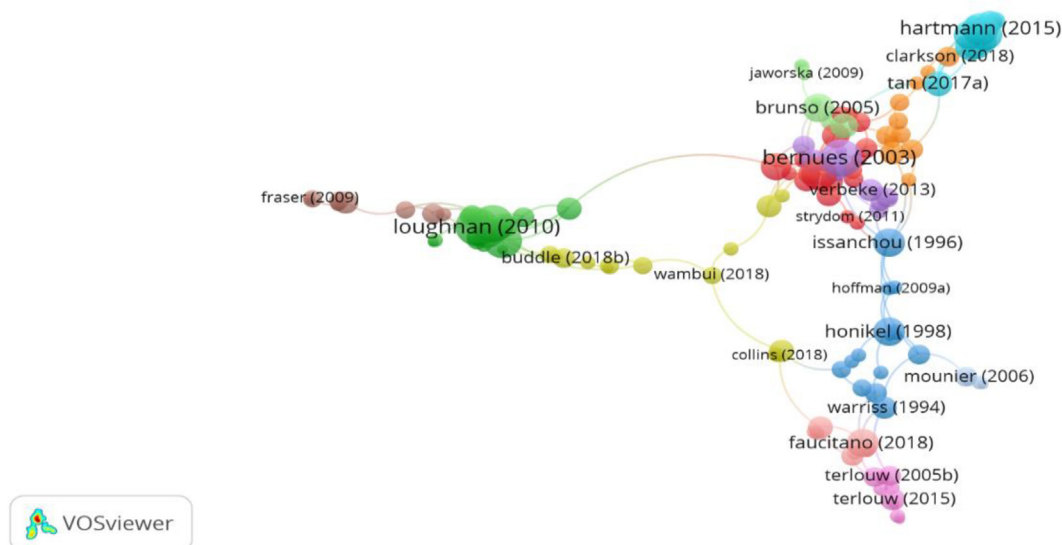 hartmann (2015)
clarkson (2018)
jaworska (2009)
tan (2017a)
brunso (2005)
bernues (2003)
verbeke (2013)
fraser (2009)
strydom (2011)
loughnan (2010)
issanchou (1996)
buddle (2018b)
wambui (2018)
hoffman (2009a)
honikel (1998)
collins (2018)
mounier (2006)
warriss (1994)
faucitano (2018)
terlouw (2005b)
terlouw (2015)
VOSviewer